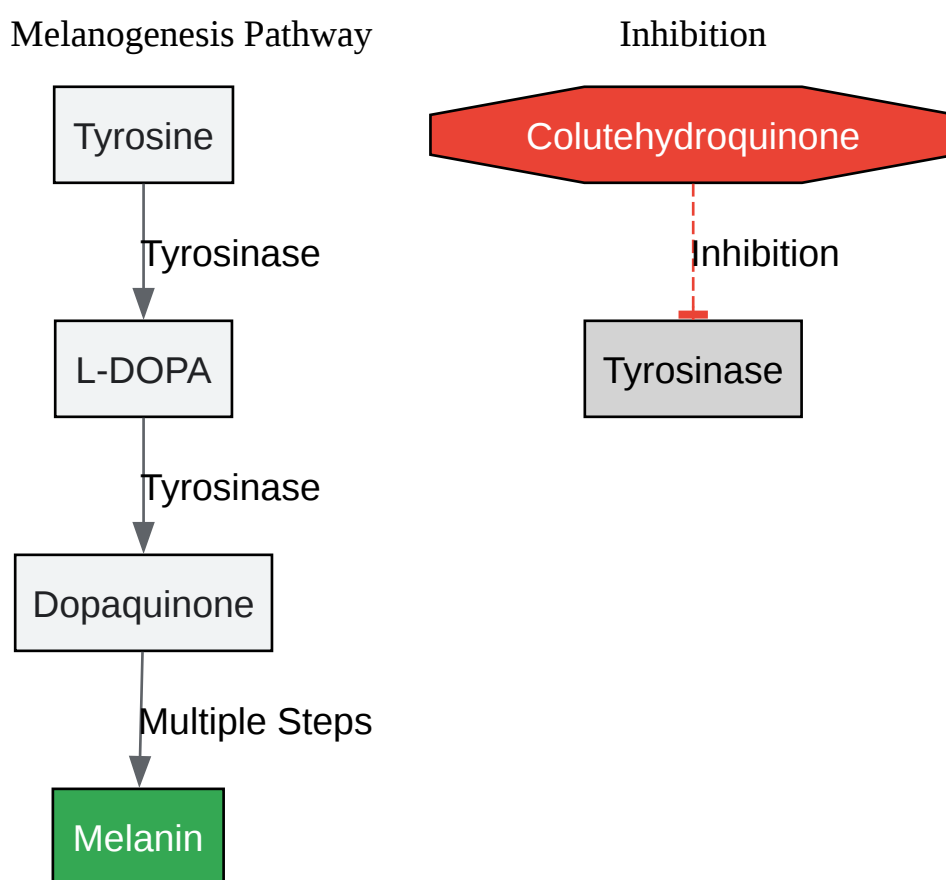 Melanogenesis Pathway
Tyrosine
Tyrosinase
L-DOPA
Tyrosinase
Dopaquinone
Multiple Steps
Melanin
Inhibition
Colutehydroquinone
Inhibition
Tyrosinase